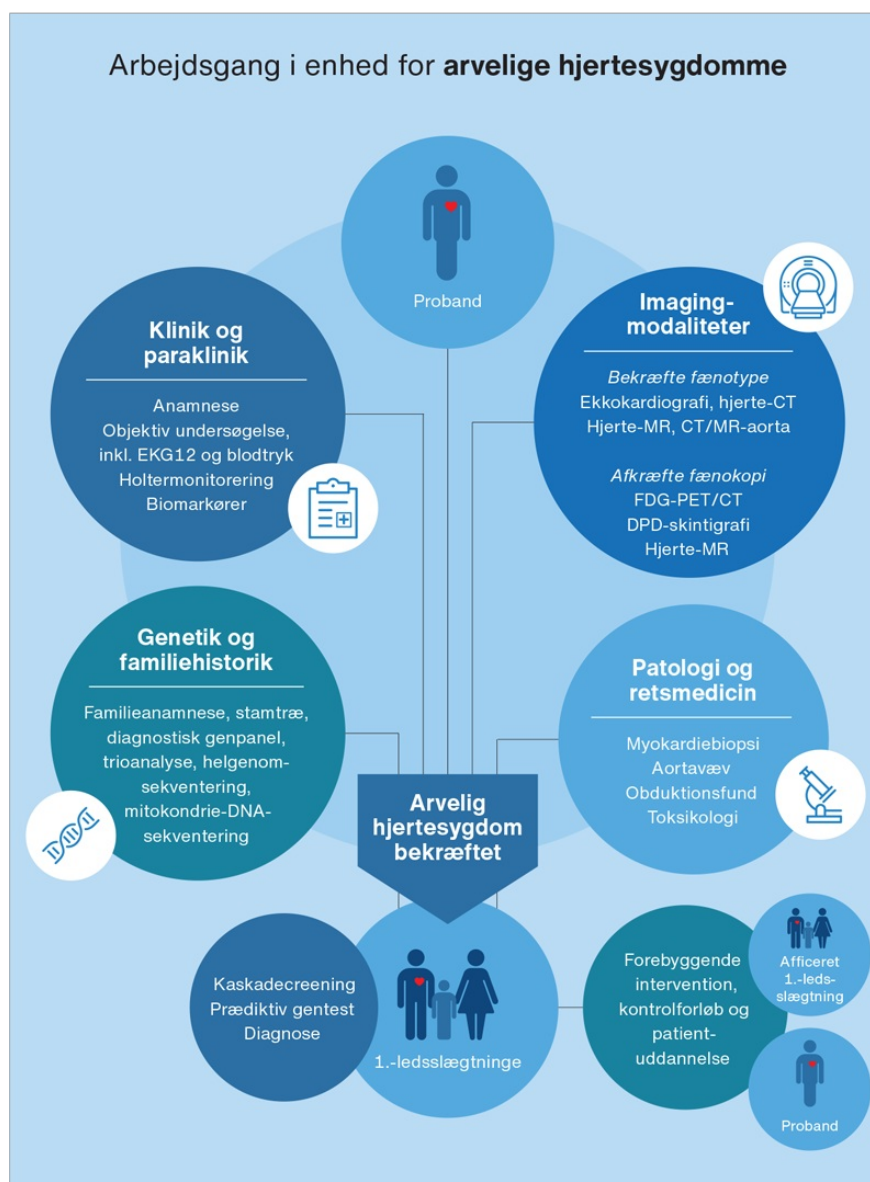 Arbejdsgang i enhed for arvelige hjertesygdomme
Proband
Klinik og
paraklinik
Anamnese
Objektiv undersøgelse,
inkl. EKG12 og blodtryk
Holtermonitorering
Biomarkører
Imaging-
modaliteter
Bekræfte fænotype
Ekkokardiografi, hjerte-CT
Hjerte-MR, CT/MR-aorta
Afkræfte fænokopi
FDG-PET/CT
DPD-skintigrafi
Hjerte-MR
Genetik og
familiehistorik
Familieanamnese, stamtræ,
diagnostisk genpanel,
trioanalyse, helgenom-
sekventering,
mitokondrie-DNA-
sekventering
Patologi og
retsmedicin
Myokardiebiopsi
Aortavæv
Obduktionsfund
Toksikologi
Arvelig
hjertesygdom
bekræftet
Kaskadecreening
Prædiktiv gentest
Diagnose
1.-ledsslægtninge
Forebyggende
intervention,
kontrolforløb og
patient-
uddannelse
Afficeret
1.-leds-
slægtning
Proband